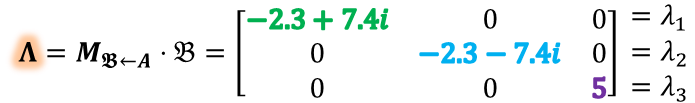 −2.3 + 7.4i 0 0 = λ₁
𝚲 = 𝑴𝔅←𝑨 · 𝔅 = 0 −2.3 − 7.4i 0 = λ₂
0 0 5 = λ₃